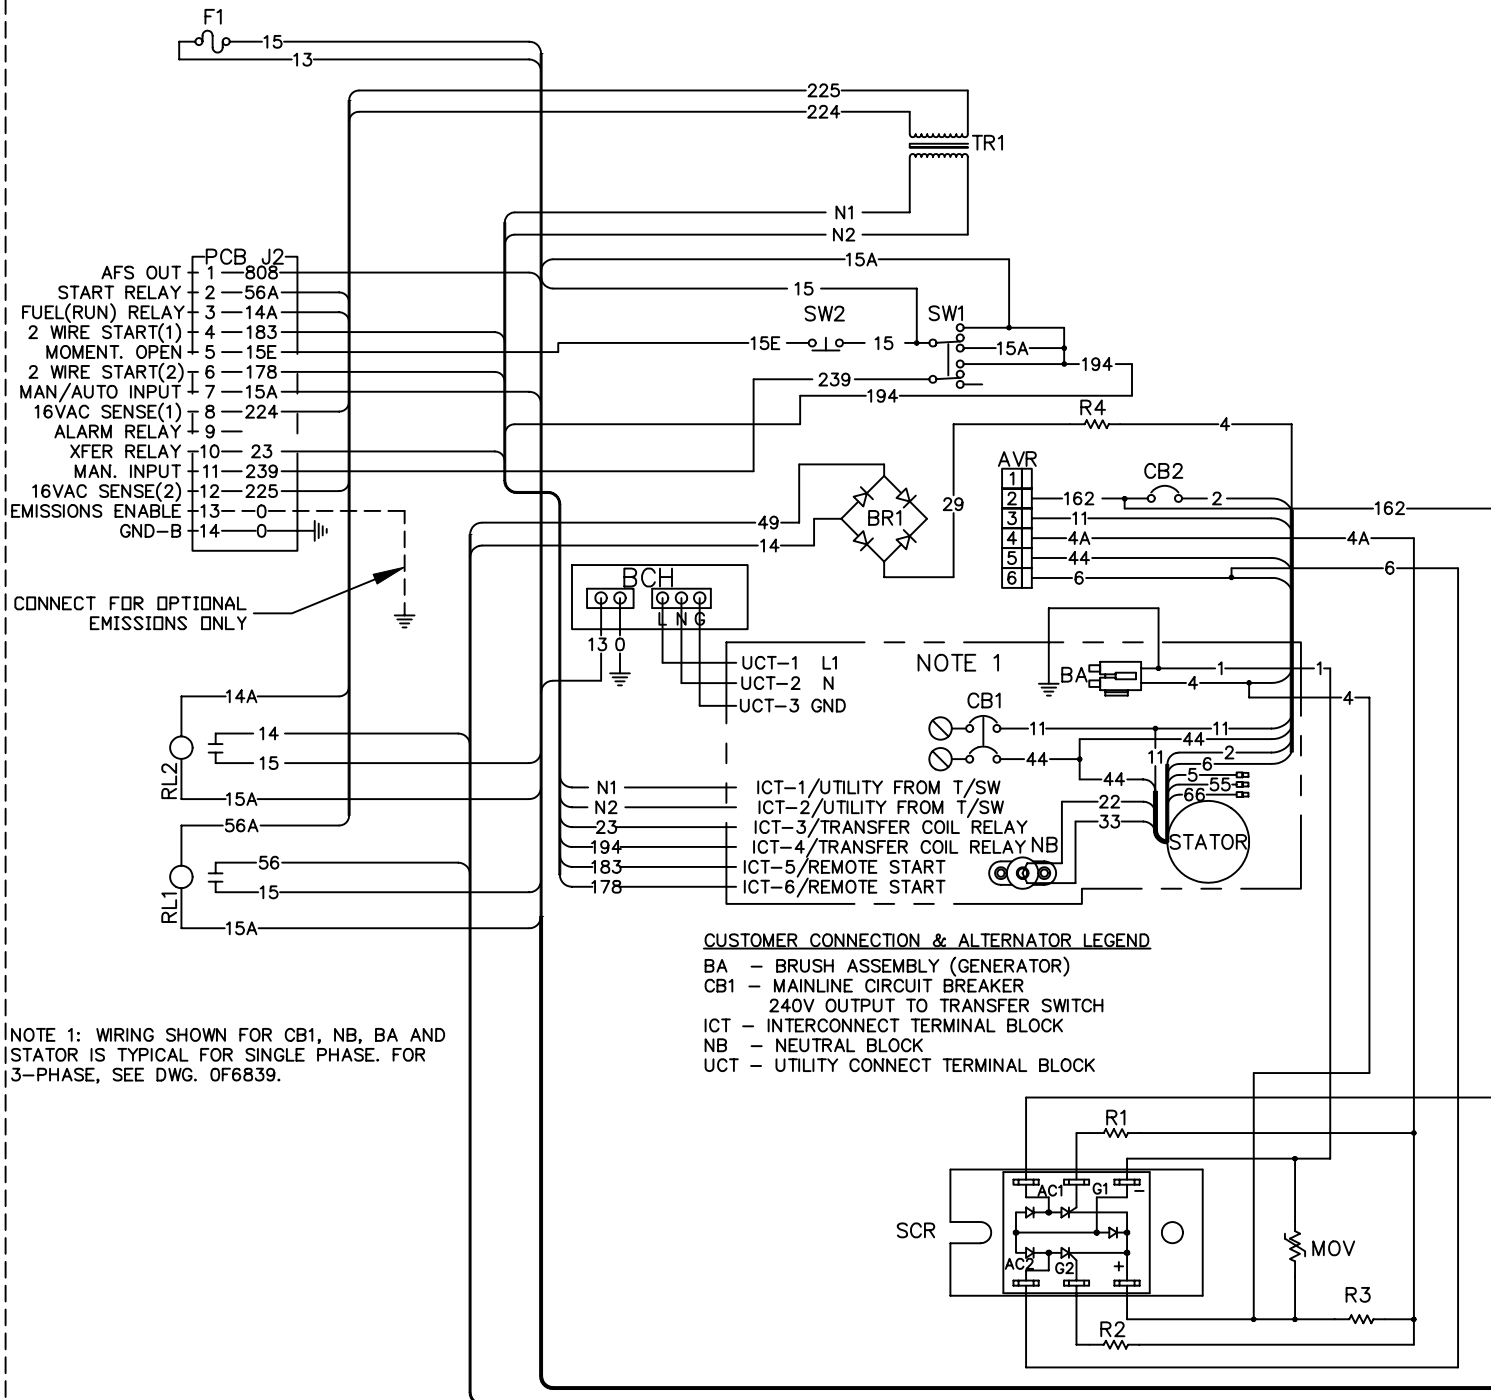 F1
15
13
225
224
TR1
N1
N2
15A
15
SW2
SW1
PCB J2
AFS OUT 1 808
START RELAY 2 56A
FUEL(RUN) RELAY 3 14A
2 WIRE START(1) 4 183
MOMENT. OPEN 5 15E
2 WIRE START(2) 6 178
MAN/AUTO INPUT 7 15A
16VAC SENSE(1) 8 224
ALARM RELAY 9
XFER RELAY 10 23
MAN. INPUT 11 239
16VAC SENSE(2) 12 225
EMISSIONS ENABLE 13 0
GND-B 14 0
15E 15 15A
194
239
194
R4
4
AVR
1
2 162
3 11
4 4A
5 44
6 6
CB2
2
162
4A
6
29
BR1
49
14
CONNECT FOR OPTIONAL
EMISSIONS ONLY
BCH
L N G
13 0
UCT-1 L1
UCT-2 N
UCT-3 GND
NOTE 1
BA
1 1
4 4
CB1
11 11
44 44
11
2
6
5
55
66
44
22
33
STATOR
NB
14A
14
15
RL2
15A
56A
56
15
RL1
15A
N1 ICT-1/UTILITY FROM T/SW
N2 ICT-2/UTILITY FROM T/SW
23 ICT-3/TRANSFER COIL RELAY
194 ICT-4/TRANSFER COIL RELAY
183 ICT-5/REMOTE START
178 ICT-6/REMOTE START
CUSTOMER CONNECTION & ALTERNATOR LEGEND
BA - BRUSH ASSEMBLY (GENERATOR)
CB1 - MAINLINE CIRCUIT BREAKER
240V OUTPUT TO TRANSFER SWITCH
ICT - INTERCONNECT TERMINAL BLOCK
NB - NEUTRAL BLOCK
UCT - UTILITY CONNECT TERMINAL BLOCK
NOTE 1: WIRING SHOWN FOR CB1, NB, BA AND
STATOR IS TYPICAL FOR SINGLE PHASE. FOR
3-PHASE, SEE DWG. 0F6839.
R1
AC1 G1 -
SCR
AC2 G2 +
MOV
R3
R2